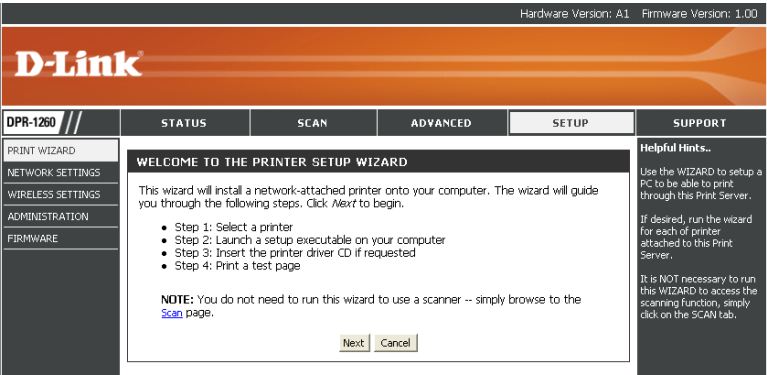 Hardware Version: A1 Firmware Version: 1.00
D-Link
DPR-1260 //
STATUS
SCAN
ADVANCED
SETUP
SUPPORT
PRINT WIZARD
NETWORK SETTINGS
WIRELESS SETTINGS
ADMINISTRATION
FIRMWARE
WELCOME TO THE PRINTER SETUP WIZARD
This wizard will install a network-attached printer onto your computer. The wizard will guide
you through the following steps. Click Next to begin.
• Step 1: Select a printer
• Step 2: Launch a setup executable on your computer
• Step 3: Insert the printer driver CD if requested
• Step 4: Print a test page
NOTE: You do not need to run this wizard to use a scanner -- simply browse to the
Scan page.
Next Cancel
Helpful Hints..
Use the WIZARD to setup a
PC to be able to print
through this Print Server.
If desired, run the wizard
for each of printer
attached to this Print
Server.
It is NOT necessary to run
this WIZARD to access the
scanning function, simply
click on the SCAN tab.